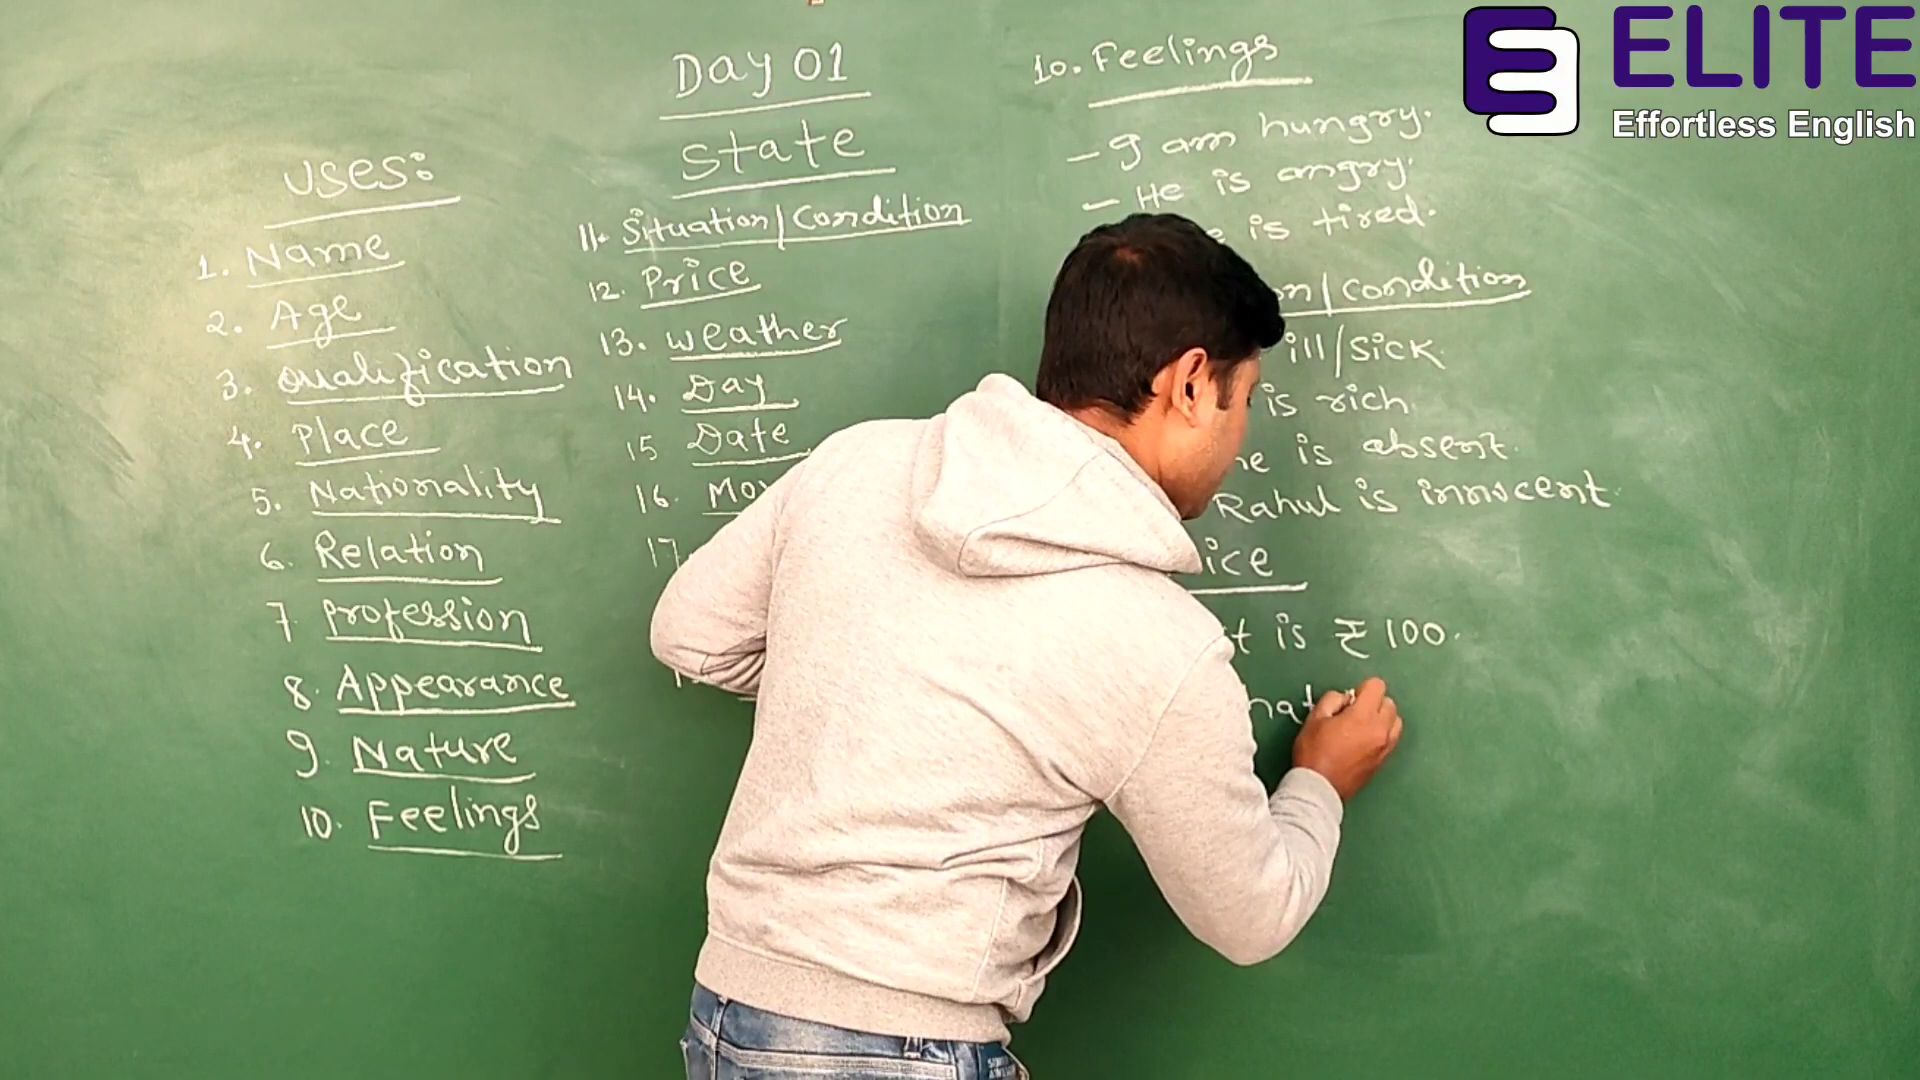 Day 01
State
Uses:
1. Name
2. Age
3. Qualification
4. Place
5. Nationality
6. Relation
7 Profession
8. Appearance
9. Nature
10. Feelings
11. Situation/Condition
12. Price
13. Weather
14. Day
15 Date
16.
17
10. Feelings
- I am hungry.
- He is angry.
is tired.
/condition
ill/sick.
is rich.
is absent.
Rahul is innocent.
is ₹100.
ELITE
Effortless English